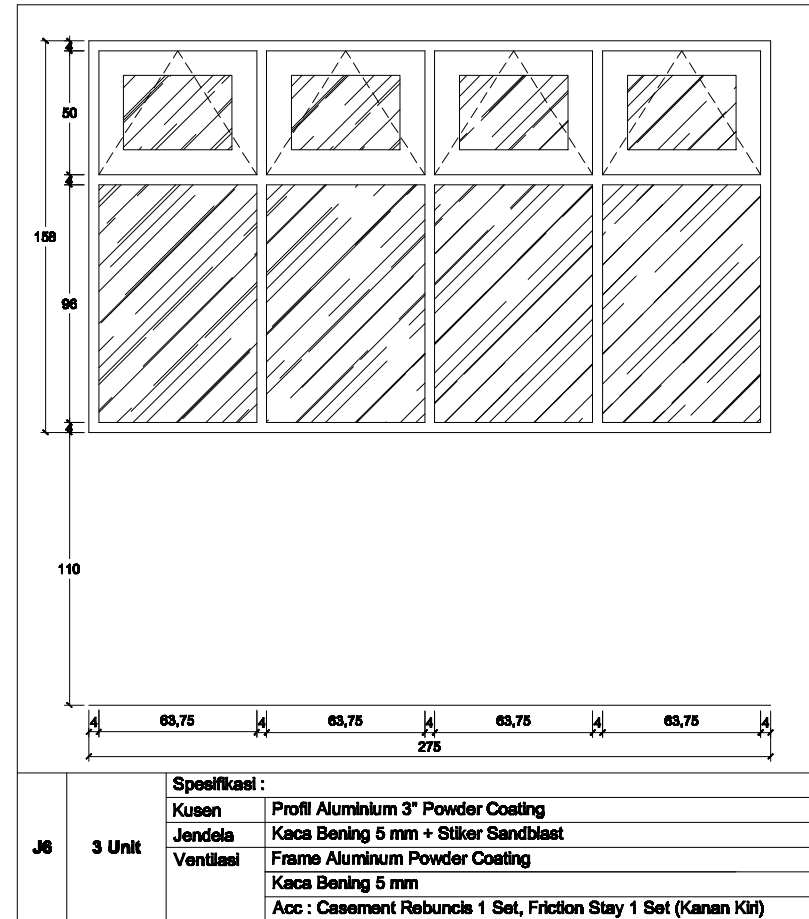 4
50
4
158
96
4
110
4 63,75 4 63,75 4 63,75 4 63,75 4
275
Spesifikasi :
Kusen Profil Aluminium 3" Powder Coating
Jendela Kaca Bening 5 mm + Stiker Sandblast
J6 3 Unit
Ventilasi Frame Aluminum Powder Coating
Kaca Bening 5 mm
Acc : Casement Rebuncis 1 Set, Friction Stay 1 Set (Kanan Kiri)